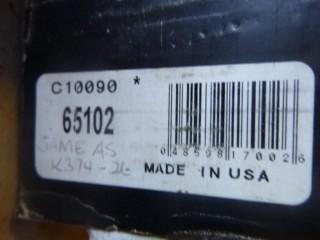 C10090 *
65102
SAME AS
K374-26
0 48598 17002 6
MADE IN USA